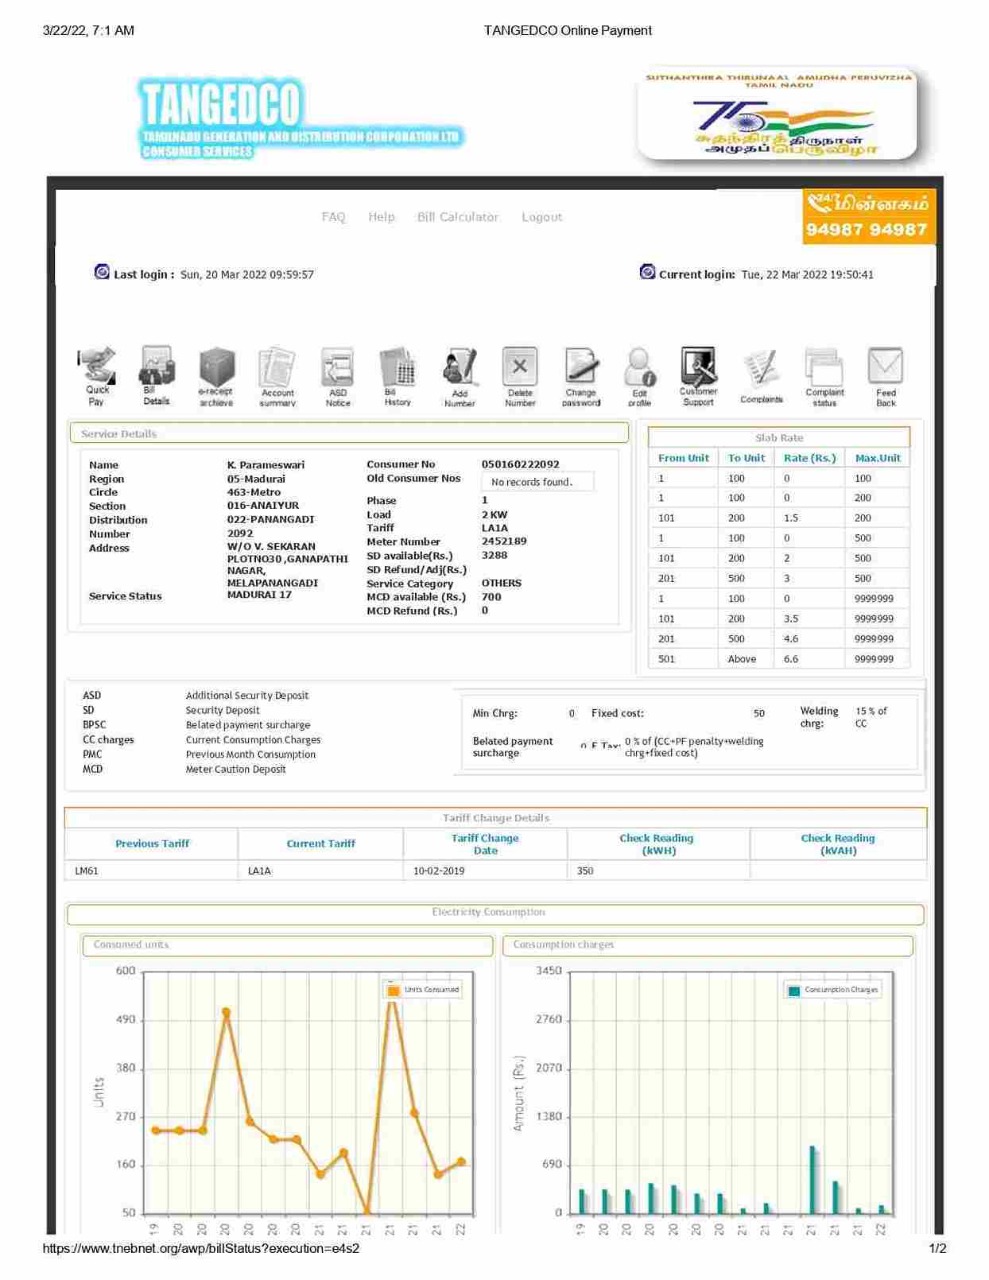 3/22/22, 7:1 AM
TANGEDCO Online Payment
TANGEDCO
TAMILNADU GENERATION AND DISTRIBUTION CORPORATION LTD
CONSUMER SERVICES
SUTHANTHIRA THIRUNAAL AMUDHA PERUVIZHA
TAMIL NADU
75
சுதந்திரத்திருநாள்
அமுதப்பெருவிழா
FAQ Help Bill Calculator Logout
24/7 மின்னகம்
94987 94987
Last login : Sun, 20 Mar 2022 09:59:57
Current login: Tue, 22 Mar 2022 19:50:41
Quick Pay
Bill Details
e-receipt archieve
Account summary
ASD Notice
Bill History
Add Number
Delete Number
Change password
Edit profile
Customer Support
Complaints
Complaint status
Feed Back
Service Details
Name K. Parameswari
Region 05-Madurai
Circle 463-Metro
Section 016-ANAIYUR
Distribution 022-PANANGADI
Number 2092
Address W/O V. SEKARAN
PLOTNO30 ,GANAPATHI
NAGAR,
MELAPANANGADI
Service Status MADURAI 17
Consumer No 050160222092
Old Consumer Nos No records found.
Phase 1
Load 2 KW
Tariff LA1A
Meter Number 2452189
SD available(Rs.) 3288
SD Refund/Adj(Rs.)
Service Category OTHERS
MCD available (Rs.) 700
MCD Refund (Rs.) 0
Slab Rate
From Unit To Unit Rate (Rs.) Max.Unit
1 100 0 100
1 100 0 200
101 200 1.5 200
1 100 0 500
101 200 2 500
201 500 3 500
1 100 0 9999999
101 200 3.5 9999999
201 500 4.6 9999999
501 Above 6.6 9999999
ASD Additional Security Deposit
SD Security Deposit
BPSC Belated payment surcharge
CC charges Current Consumption Charges
PMC Previous Month Consumption
MCD Meter Caution Deposit
Min Chrg: 0 Fixed cost: 50 Welding chrg: 15 % of CC
Belated payment surcharge 0 E Tax: 0 % of (CC+PF penalty+welding
chrg+fixed cost)
Tariff Change Details
Previous Tariff Current Tariff Tariff Change Date Check Reading (kWH) Check Reading (kVAH)
LM61 LA1A 10-02-2019 350
Electricity Consumption
Consumed units
600
490
380
270
160
50
Units
Units Consumed
19 20 20 20 20 20 20 21 21 21 21 21 21 22
Consumption charges
3450
2760
2070
1380
690
0
Amount (Rs.)
Consumption Charges
19 20 20 20 20 20 20 21 21 21 21 21 21 22
https://www.tnebnet.org/awp/billStatus?execution=e4s2
1/2